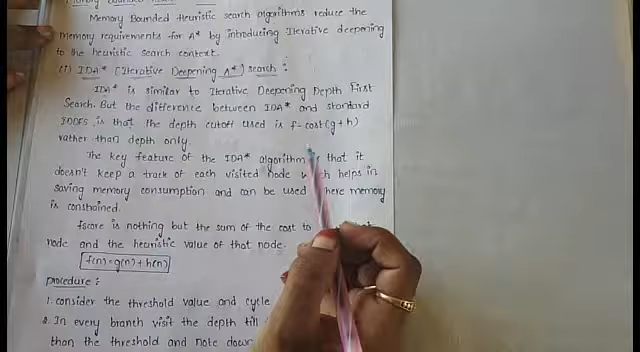 Memory Bounded Heuristic search algorithms reduce the
memory requirements for A* by introducing Iterative deepening
to the heuristic search context.
(i) IDA* (Iterative Deepening A*) search :
IDA* is similar to Iterative Deepening Depth First
Search. But the difference between IDA* and standard
IDDFS is that the depth cutoff used is f-cost(g+h)
rather than depth only.
The key feature of the IDA* algorithm is that it
doesn't keep a track of each visited node which helps in
saving memory consumption and can be used where memory
is constrained.
fscore is nothing but the sum of the cost to
node and the heuristic value of that node.
f(n)=g(n)+h(n)
procedure :
1. consider the threshold value and cycle
2. In every branch visit the depth till
than the threshold and note down